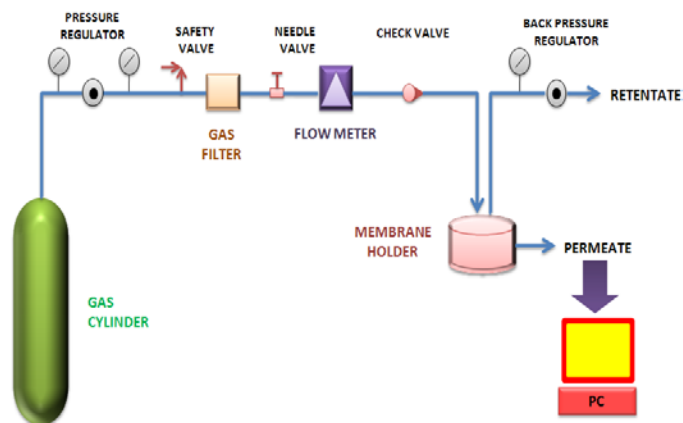 PRESSURE
REGULATOR
SAFETY
VALVE
NEEDLE
VALVE
CHECK VALVE
BACK PRESSURE
REGULATOR
RETENTATE
GAS
FILTER
FLOW METER
MEMBRANE
HOLDER
PERMEATE
GAS
CYLINDER
PC